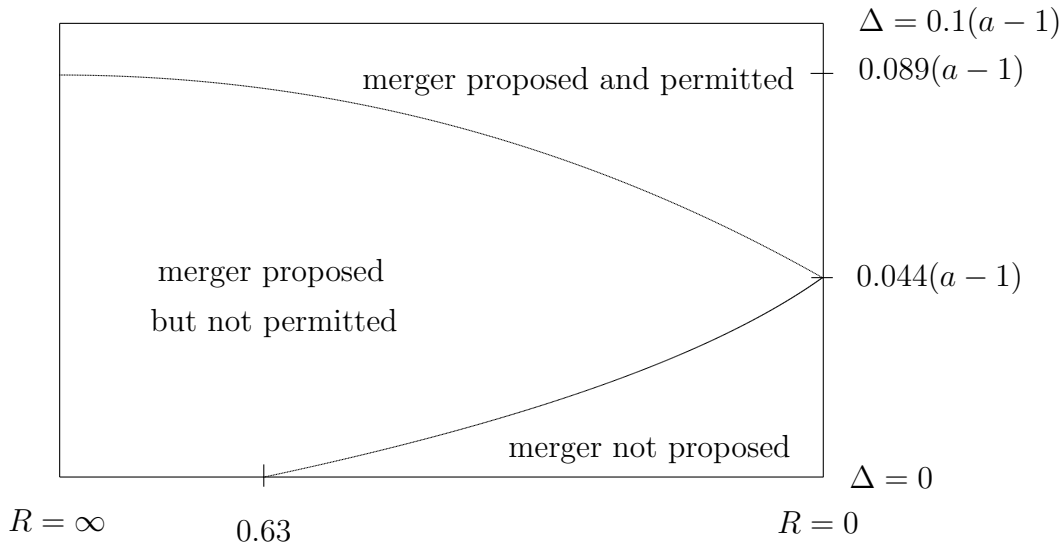 Δ = 0.1(a − 1)
merger proposed and permitted
0.089(a − 1)
merger proposed
but not permitted
0.044(a − 1)
merger not proposed
Δ = 0
R = ∞
0.63
R = 0